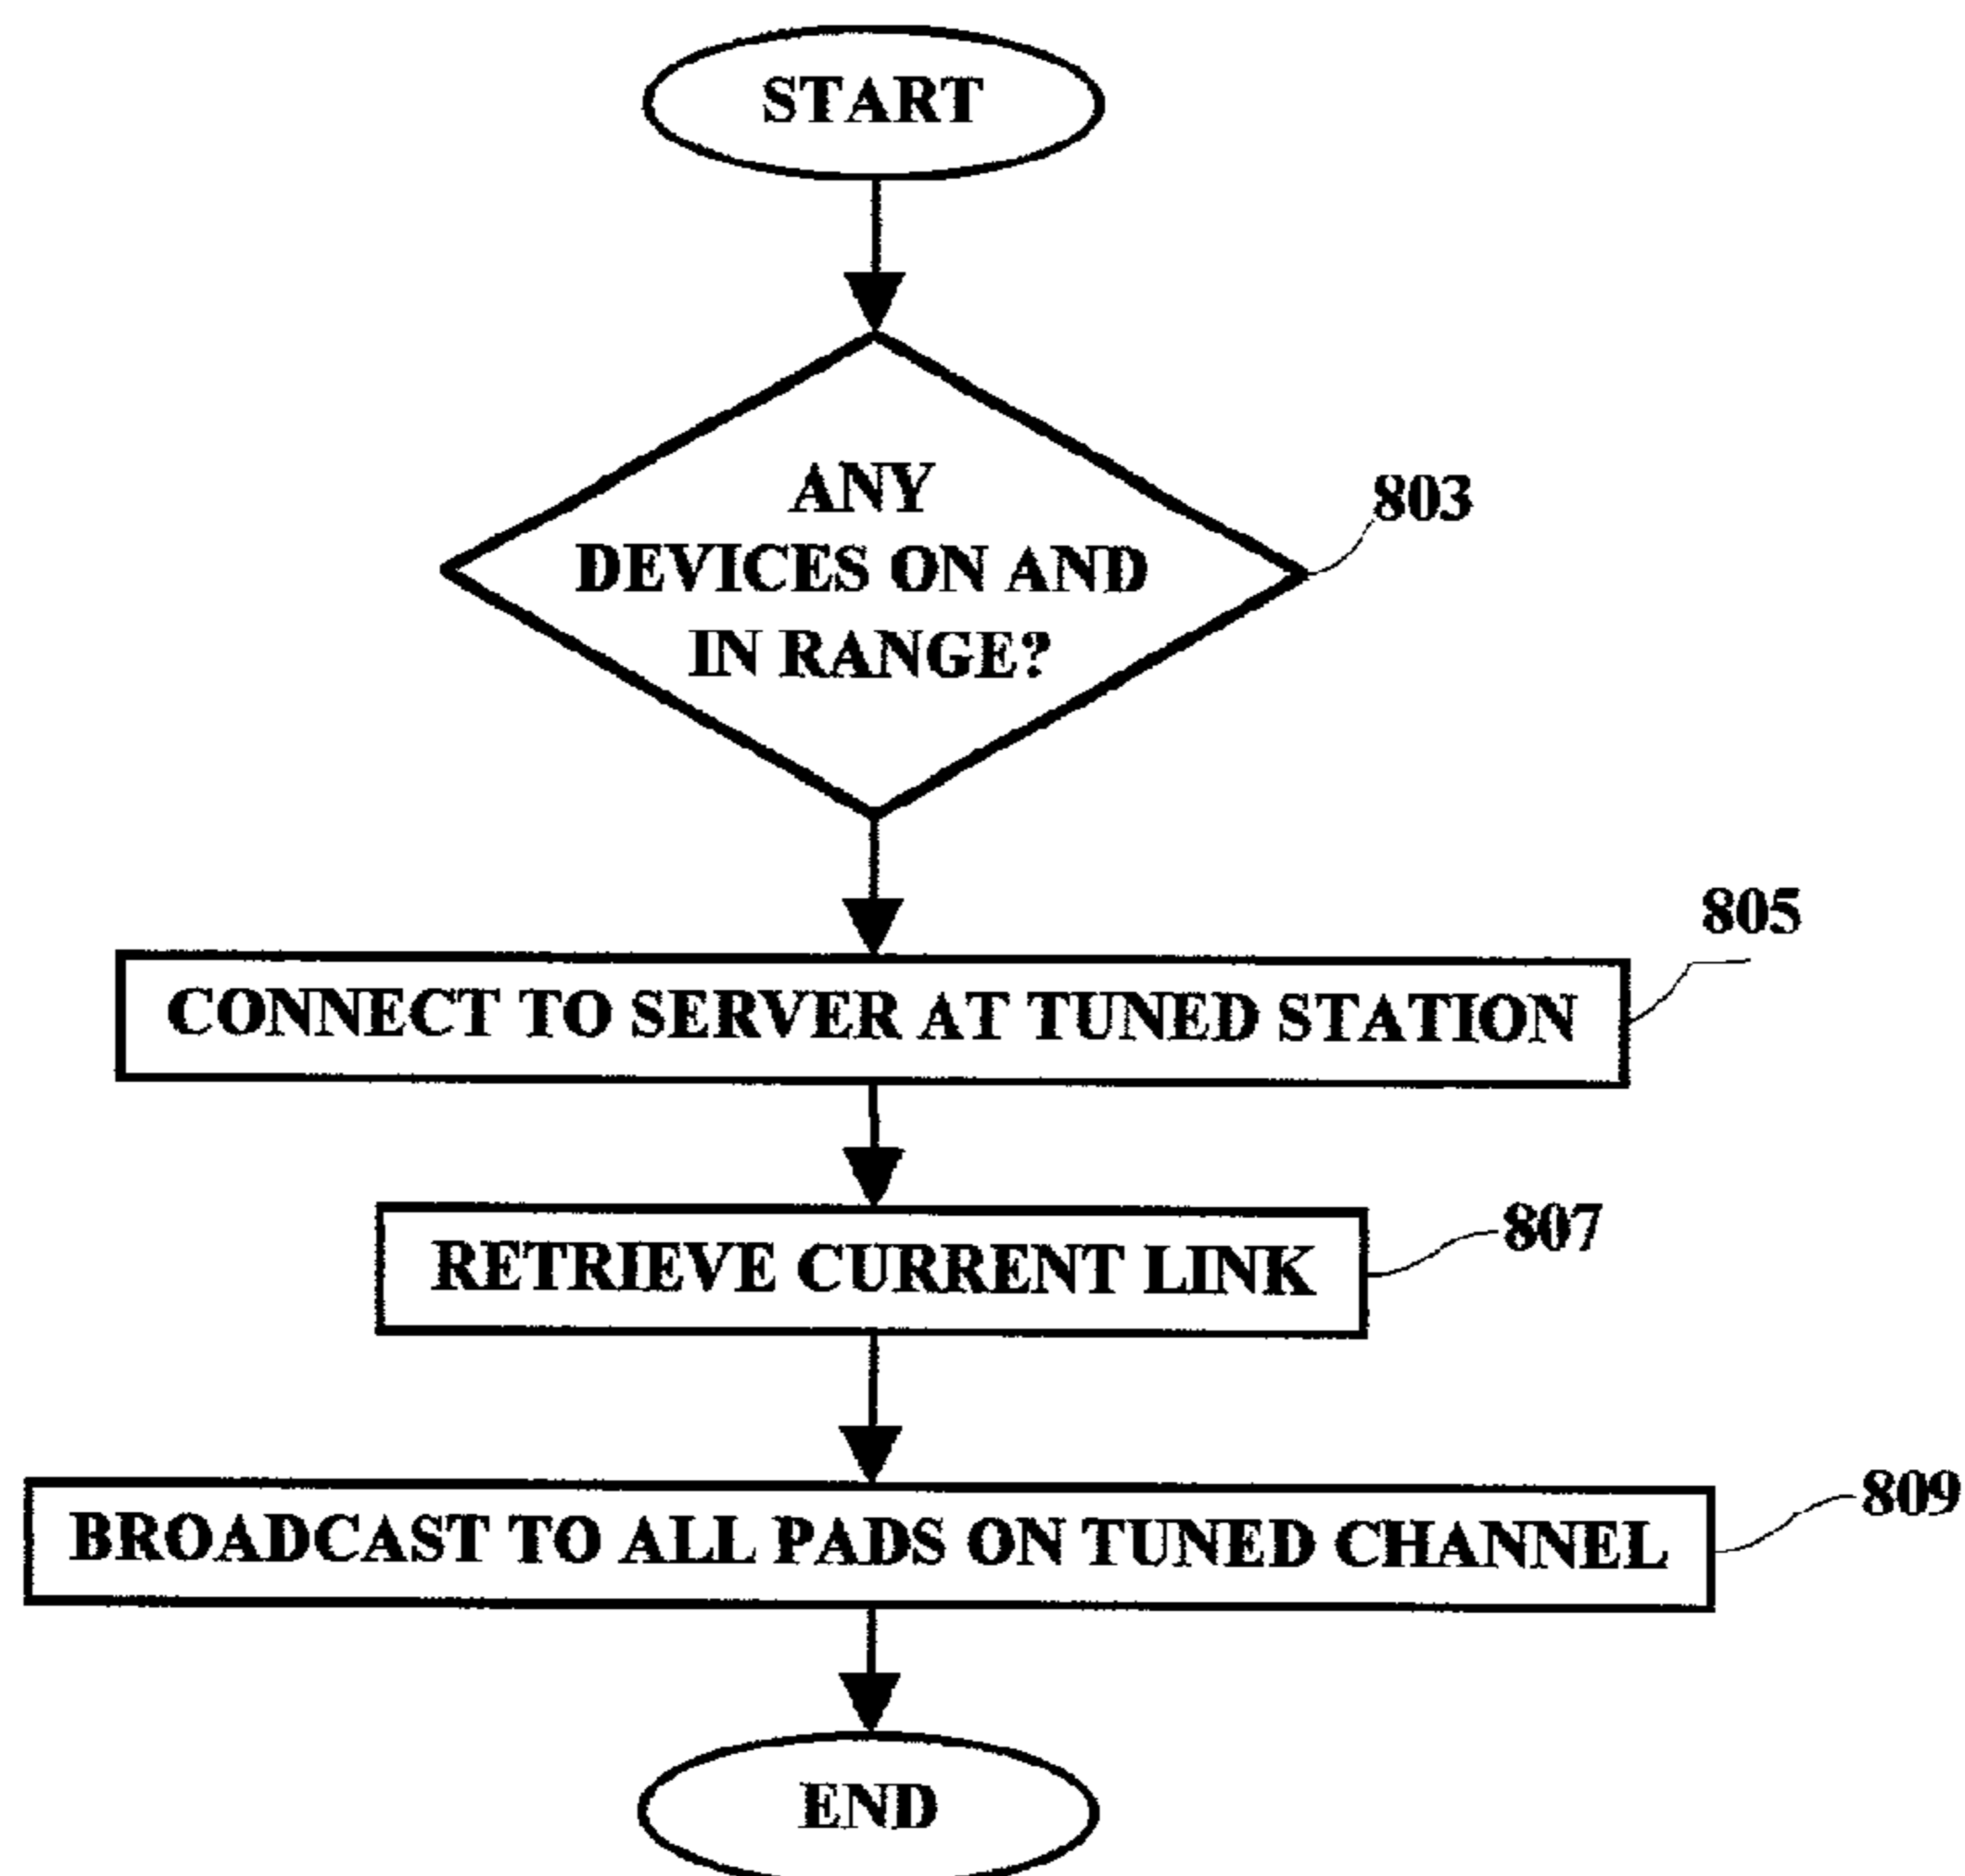 START
ANY
DEVICES ON AND
IN RANGE?
803
805
CONNECT TO SERVER AT TUNED STATION
RETRIEVE CURRENT LINK
807
BROADCAST TO ALL PADS ON TUNED CHANNEL
809
END